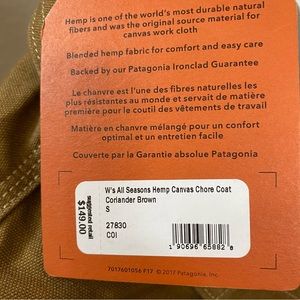 Hemp is one of the world's most durable natural
fibers and was the original source material for
canvas work cloth
Blended hemp fabric for comfort and easy care
Backed by our Patagonia Ironclad Guarantee
Le chanvre est l'une des fibres naturelles les
plus résistantes au monde et servait de matière
première pour le coutil des vêtements de travail
Matière en chanvre mélangé pour un confort
optimal et un entretien facile
Couverte par la Garantie absolue Patagonia
W's All Seasons Hemp Canvas Chore Coat
Coriander Brown
S
27830
COI
suggested retail
$149.00
1 90696 65882 8
7017601056 F17 © 2017 Patagonia, Inc.